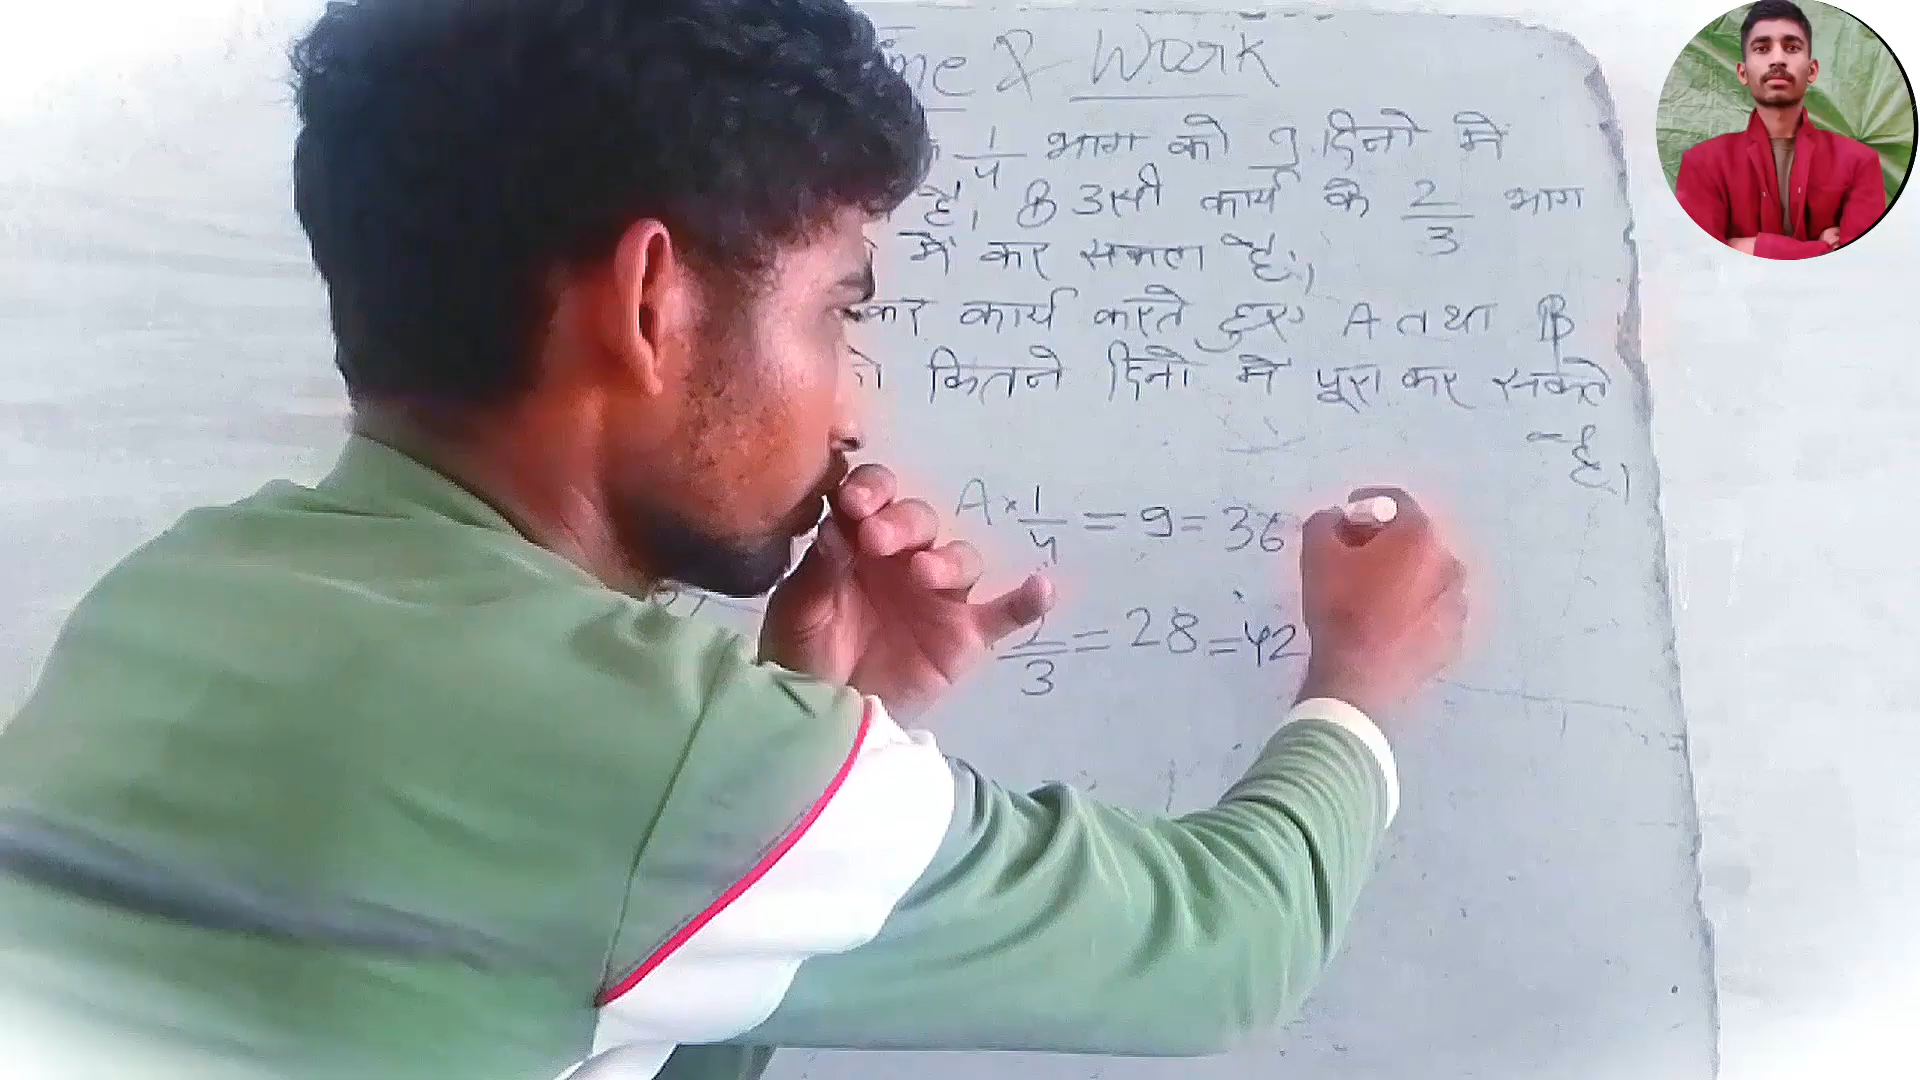 & Work
1/4 भाग को 9 दिनो मे
है, B उसी कार्य के 2/3 भाग
में कर सकता है,
कर कार्य करते हुए A तथा B
कितने दिनो मे पूरा कर सकते
है।
A × 1/4 = 9 = 36
2/3 = 28 = 42